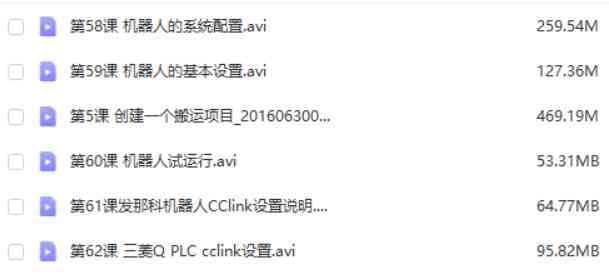 第58课 机器人的系统配置.avi 259.54M
第59课 机器人的基本设置.avi 127.36M
第5课 创建一个搬运项目_201606300... 469.19M
第60课 机器人试运行.avi 53.31MB
第61课发那科机器人CClink设置说明.... 64.77MB
第62课 三菱Q PLC cclink设置.avi 95.82MB